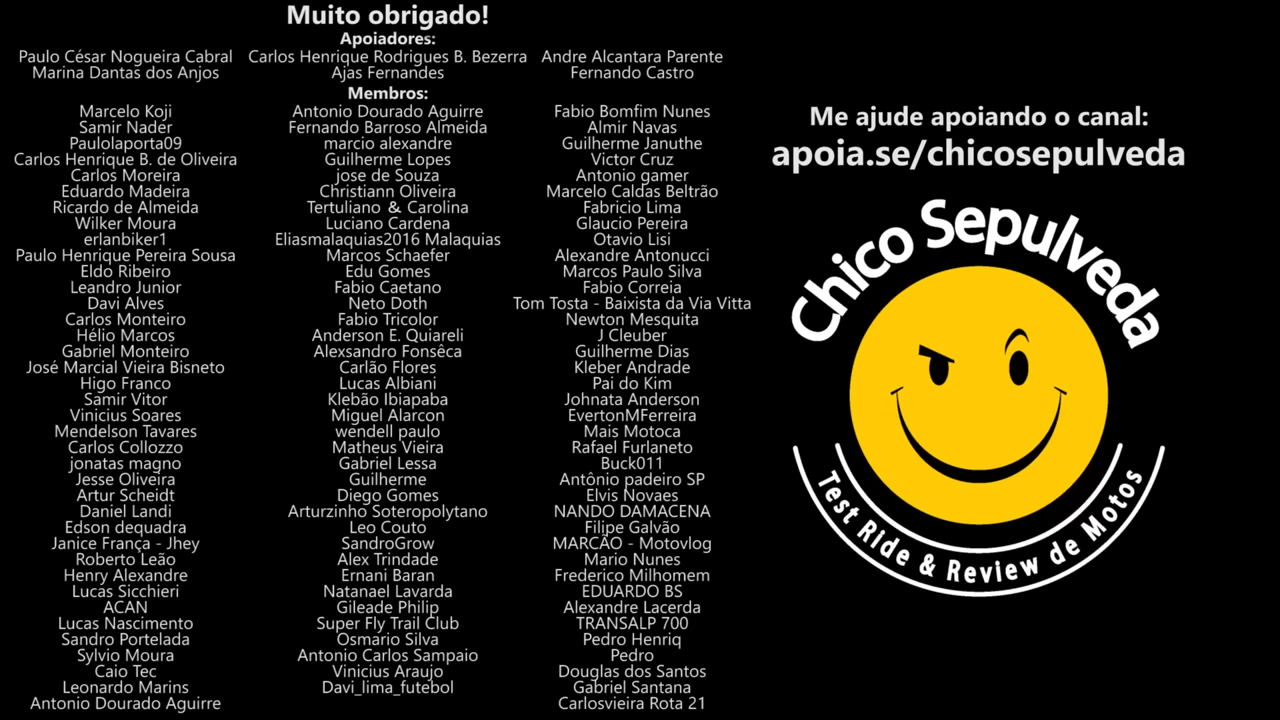 Muito obrigado!
Apoiadores:
Paulo César Nogueira Cabral
Carlos Henrique Rodrigues B. Bezerra
Andre Alcantara Parente
Marina Dantas dos Anjos
Ajas Fernandes
Fernando Castro
Membros:
Marcelo Koji
Samir Nader
Paulolaporta09
Carlos Henrique B. de Oliveira
Carlos Moreira
Eduardo Madeira
Ricardo de Almeida
Wilker Moura
erlanbiker1
Paulo Henrique Pereira Sousa
Eldo Ribeiro
Leandro Junior
Davi Alves
Carlos Monteiro
Hélio Marcos
Gabriel Monteiro
José Marcial Vieira Bisneto
Higo Franco
Samir Vitor
Vinicius Soares
Mendelson Tavares
Carlos Collozzo
jonatas magno
Jesse Oliveira
Artur Scheidt
Daniel Landi
Edson dequadra
Janice França - Jhey
Roberto Leão
Henry Alexandre
Lucas Sicchieri
ACAN
Lucas Nascimento
Sandro Portelada
Sylvio Moura
Caio Tec
Leonardo Marins
Antonio Dourado Aguirre
Antonio Dourado Aguirre
Fernando Barroso Almeida
marcio alexandre
Guilherme Lopes
jose de Souza
Christiann Oliveira
Tertuliano & Carolina
Luciano Cardena
Eliasmalaquias2016 Malaquias
Marcos Schaefer
Edu Gomes
Fabio Caetano
Neto Doth
Fabio Tricolor
Anderson E. Quiareli
Alexsandro Fonsêca
Carlão Flores
Lucas Albiani
Klebão Ibiapaba
Miguel Alarcon
wendell paulo
Matheus Vieira
Gabriel Lessa
Guilherme
Diego Gomes
Arturzinho Soteropolytano
Leo Couto
SandroGrow
Alex Trindade
Ernani Baran
Natanael Lavarda
Gileade Philip
Super Fly Trail Club
Osmario Silva
Antonio Carlos Sampaio
Vinicius Araujo
Davi_lima_futebol
Fabio Bomfim Nunes
Almir Navas
Guilherme Januthe
Victor Cruz
Antonio gamer
Marcelo Caldas Beltrão
Fabricio Lima
Glaucio Pereira
Otavio Lisi
Alexandre Antonucci
Marcos Paulo Silva
Fabio Correia
Tom Tosta - Baixista da Via Vitta
Newton Mesquita
J Cleuber
Guilherme Dias
Kleber Andrade
Pai do Kim
Johnata Anderson
EvertonMFerreira
Mais Motoca
Rafael Furlaneto
Buck011
Antônio padeiro SP
Elvis Novaes
NANDO DAMACENA
Filipe Galvão
MARCÃO - Motovlog
Mario Nunes
Frederico Milhomem
EDUARDO BS
Alexandre Lacerda
TRANSALP 700
Pedro Henriq
Pedro
Douglas dos Santos
Gabriel Santana
Carlosvieira Rota 21
Me ajude apoiando o canal:
apoia.se/chicosepulveda
Chico Sepulveda
Test Ride & Review de Motos